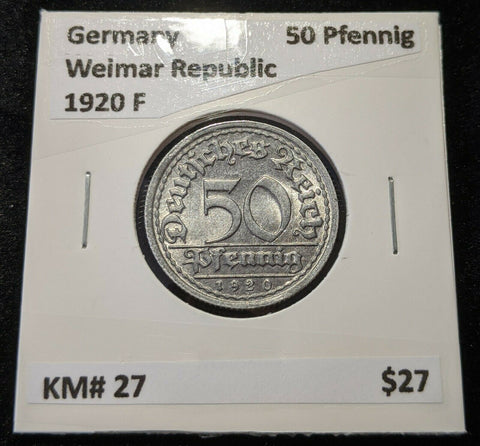 Germany 50 Pfennig
Weimar Republic
1920 F
Deutsches Reich
50
Pfennig
1920
KM# 27 $27